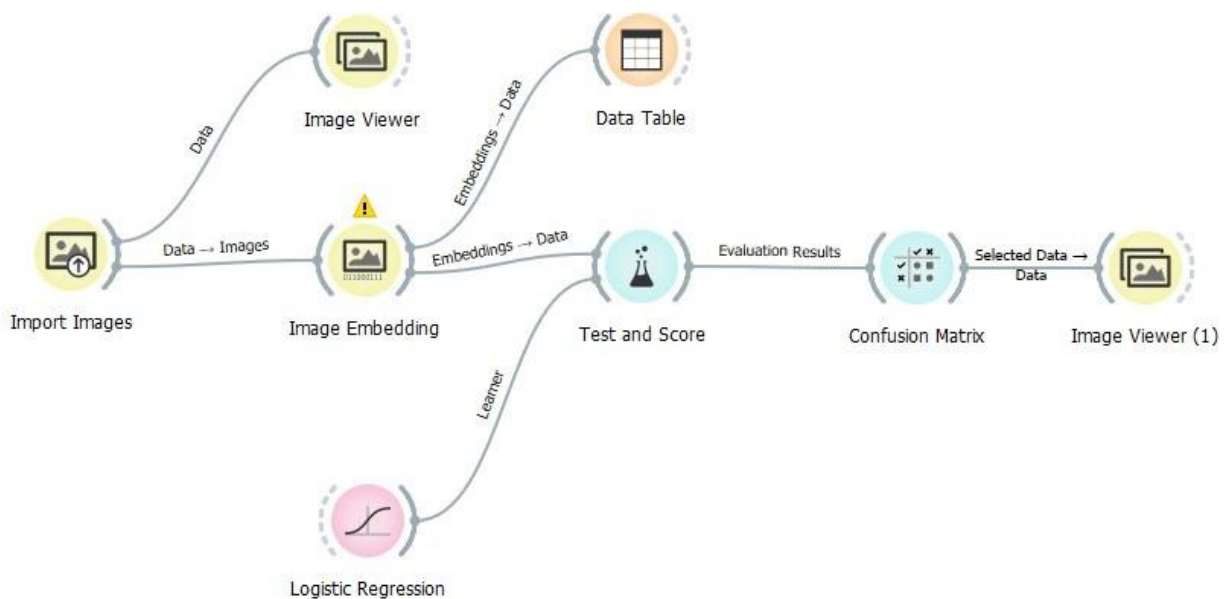 Image Viewer
Data Table
Data
Embeddings → Data
Data → Images
Embeddings → Data
Evaluation Results
Selected Data →
Data
011000111
Import Images
Image Embedding
Test and Score
Confusion Matrix
Image Viewer (1)
Learner
Logistic Regression